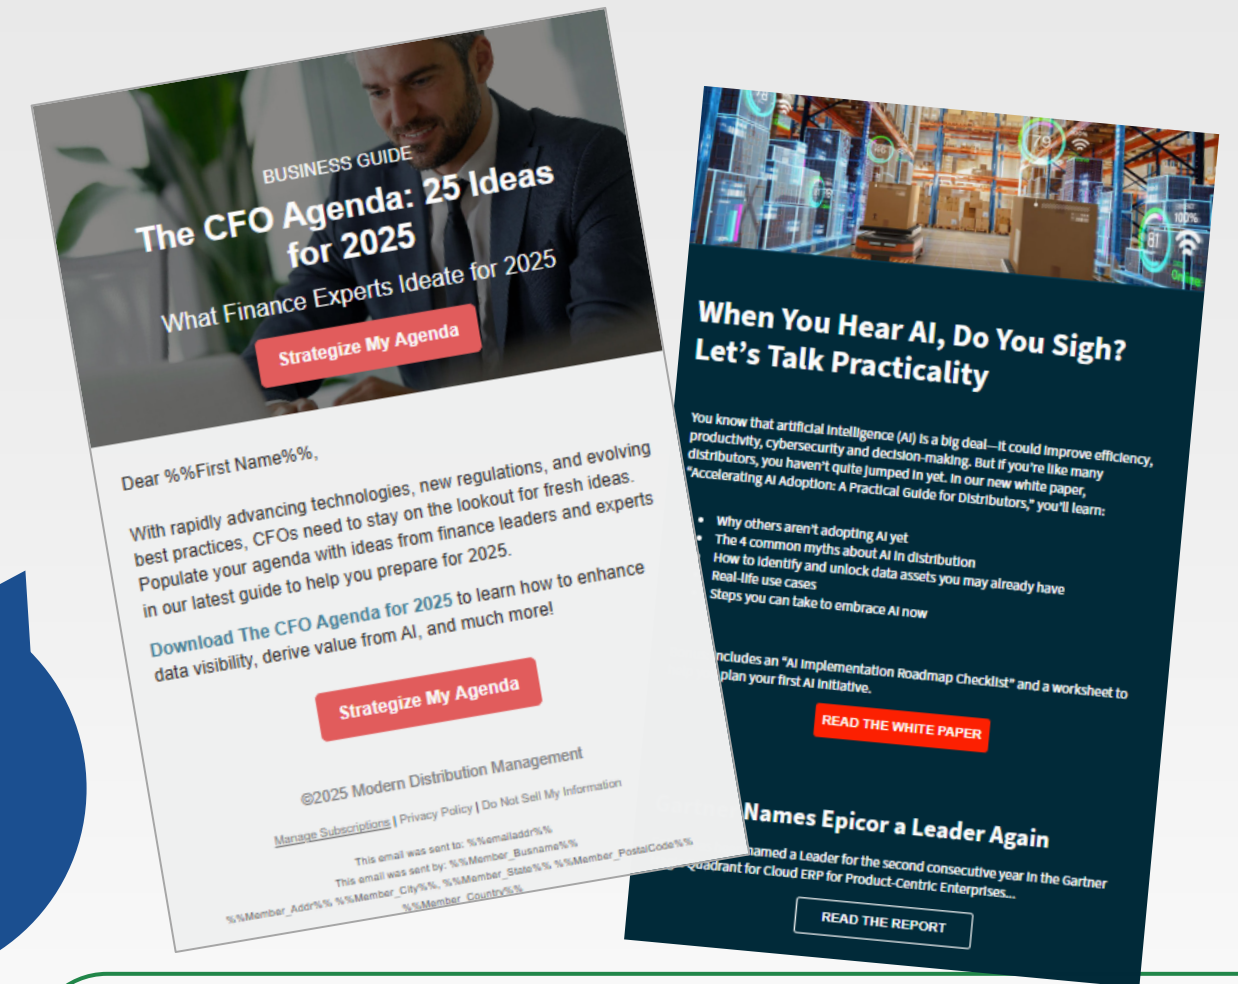 BUSINESS GUIDE
The CFO Agenda: 25 Ideas
for 2025
What Finance Experts Ideate for 2025
Strategize My Agenda
Dear %%First Name%%,
With rapidly advancing technologies, new regulations, and evolving
best practices, CFOs need to stay on the lookout for fresh ideas.
Populate your agenda with ideas from finance leaders and experts
in our latest guide to help you prepare for 2025.
Download The CFO Agenda for 2025 to learn how to enhance
data visibility, derive value from AI, and much more!
Strategize My Agenda
©2025 Modern Distribution Management
Manage Subscriptions | Privacy Policy | Do Not Sell My Information
This email was sent to: %%emailaddr%%
This email was sent by: %%Member_Busname%%
%%Member_Addr%% %%Member_City%%, %%Member_State%% %%Member_PostalCode%%
%%Member_Country%%
79
81
100%
When You Hear AI, Do You Sigh?
Let's Talk Practicality
You know that artificial intelligence (AI) is a big deal—it could improve efficiency,
productivity, cybersecurity and decision-making. But if you're like many
distributors, you haven't quite jumped in yet. In our new white paper,
"Accelerating AI Adoption: A Practical Guide for Distributors," you'll learn:
• Why others aren't adopting AI yet
• The 4 common myths about AI in distribution
How to identify and unlock data assets you may already have
Real-life use cases
Steps you can take to embrace AI now
includes an "AI Implementation Roadmap Checklist" and a worksheet to
plan your first AI initiative.
READ THE WHITE PAPER
Names Epicor a Leader Again
named a Leader for the second consecutive year in the Gartner
Quadrant for Cloud ERP for Product-Centric Enterprises...
READ THE REPORT